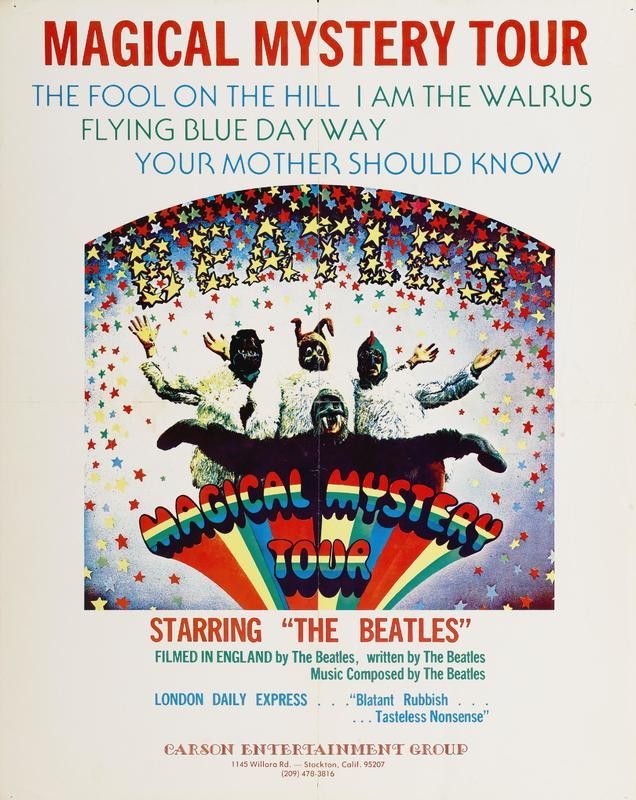 MAGICAL MYSTERY TOUR
THE FOOL ON THE HILL I AM THE WALRUS
FLYING BLUE DAY WAY
YOUR MOTHER SHOULD KNOW
BEATLES
MAGICAL MYSTERY
TOUR
STARRING "THE BEATLES"
FILMED IN ENGLAND by The Beatles, written by The Beatles
Music Composed by The Beatles
LONDON DAILY EXPRESS . . . "Blatant Rubbish . . .
. . . Tasteless Nonsense"
CARSON ENTERTAINMENT GROUP
1145 Willora Rd. — Stockton, Calif. 95207
(209) 478-3816